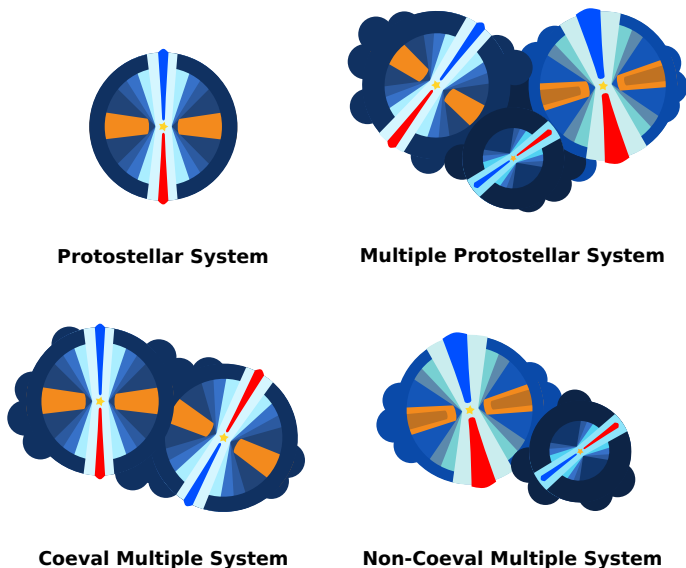 Protostellar System
Multiple Protostellar System
Coeval Multiple System
Non-Coeval Multiple System